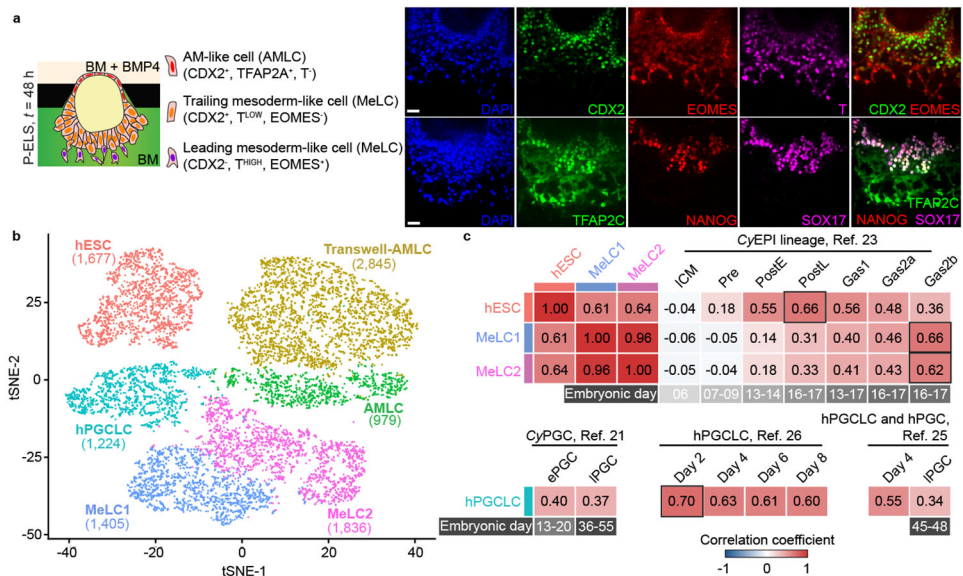 a
P-ELS, t = 48 h
BM + BMP4
BM
AM-like cell (AMLC)
(CDX2⁺, TFAP2A⁺, T⁻)
Trailing mesoderm-like cell (MeLC)
(CDX2⁺, Tᴸᴼᵂ, EOMES⁻)
Leading mesoderm-like cell (MeLC)
(CDX2⁻, Tᴴᴵᴳᴴ, EOMES⁺)
DAPI CDX2 EOMES T CDX2 EOMES
DAPI TFAP2C NANOG SOX17 TFAP2C
NANOG SOX17
b
hESC
(1,677)
Transwell-AMLC
(2,845)
hPGCLC
(1,224)
AMLC
(979)
MeLC1
(1,405)
MeLC2
(1,836)
tSNE-2
25
0
-25
-50
-40 -20 0 20 40
tSNE-1
c
CyEPI lineage, Ref. 23
hESC MeLC1 MeLC2 ICM Pre PostE PostL Gas1 Gas2a Gas2b
hESC 1.00 0.61 0.64 -0.04 0.18 0.55 0.66 0.56 0.48 0.36
MeLC1 0.61 1.00 0.96 -0.06 -0.05 0.14 0.31 0.40 0.46 0.66
MeLC2 0.64 0.96 1.00 -0.05 -0.04 0.18 0.33 0.41 0.43 0.62
Embryonic day 06 07-09 13-14 16-17 13-17 16-17 16-17
CyPGC, Ref. 21
ePGC lPGC
hPGCLC 0.40 0.37
Embryonic day 13-20 36-55
hPGCLC, Ref. 26
Day 2 Day 4 Day 6 Day 8
0.70 0.63 0.61 0.60
hPGCLC and hPGC,
Ref. 25
Day 4 lPGC
0.55 0.34
45-48
Correlation coefficient
-1 0 1